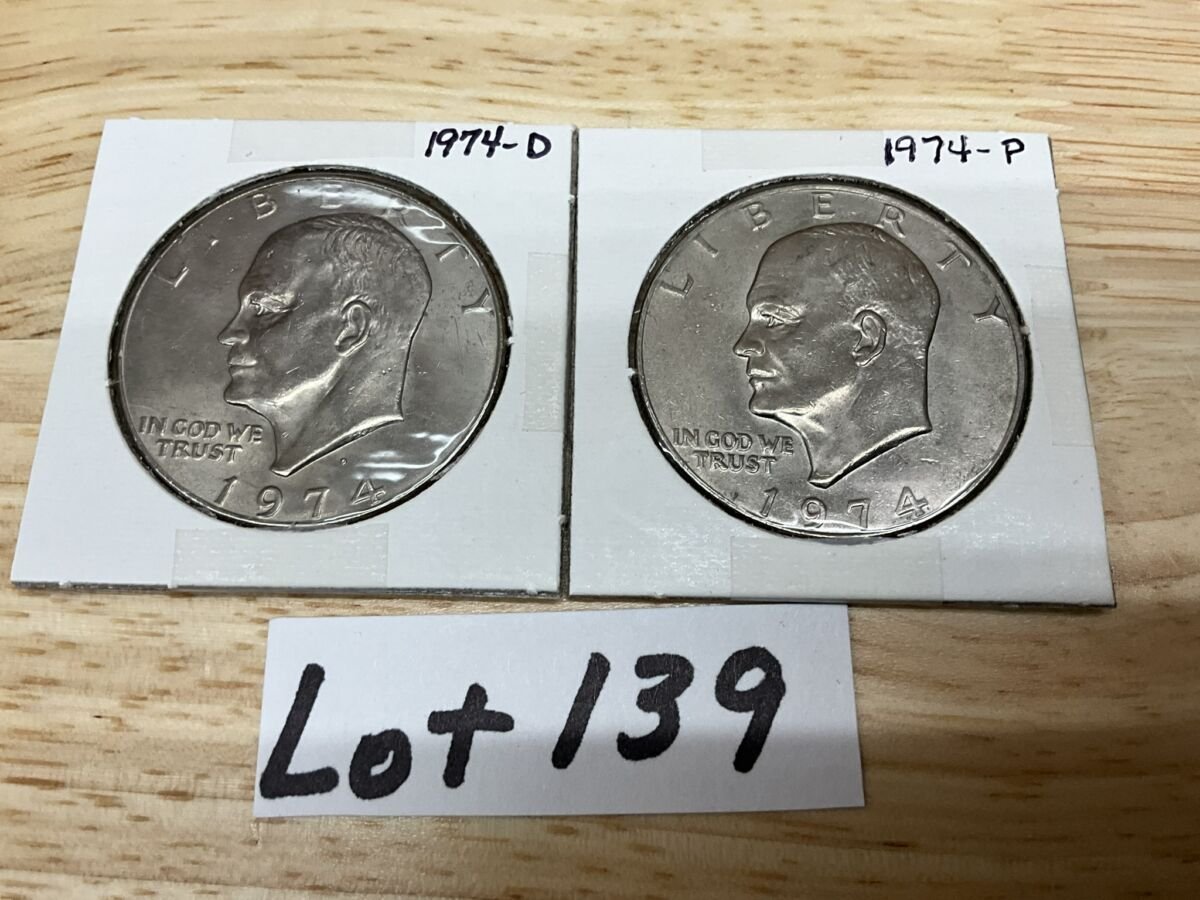 1974-D
LIBERTY
IN GOD WE
TRUST
1974
1974-P
LIBERTY
IN GOD WE
TRUST
1974
Lot 139